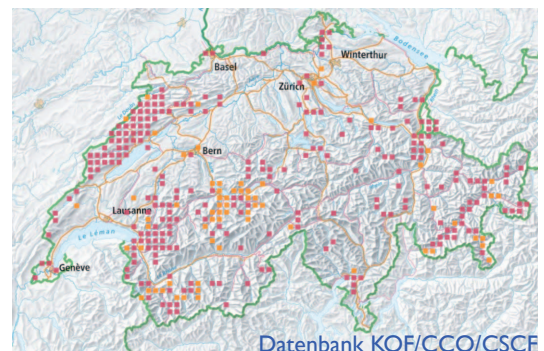 Basel
Bodensee
Winterthur
Zürich
Bern
Lausanne
Le Léman
Genève
Datenbank KOF/CCO/CSCF